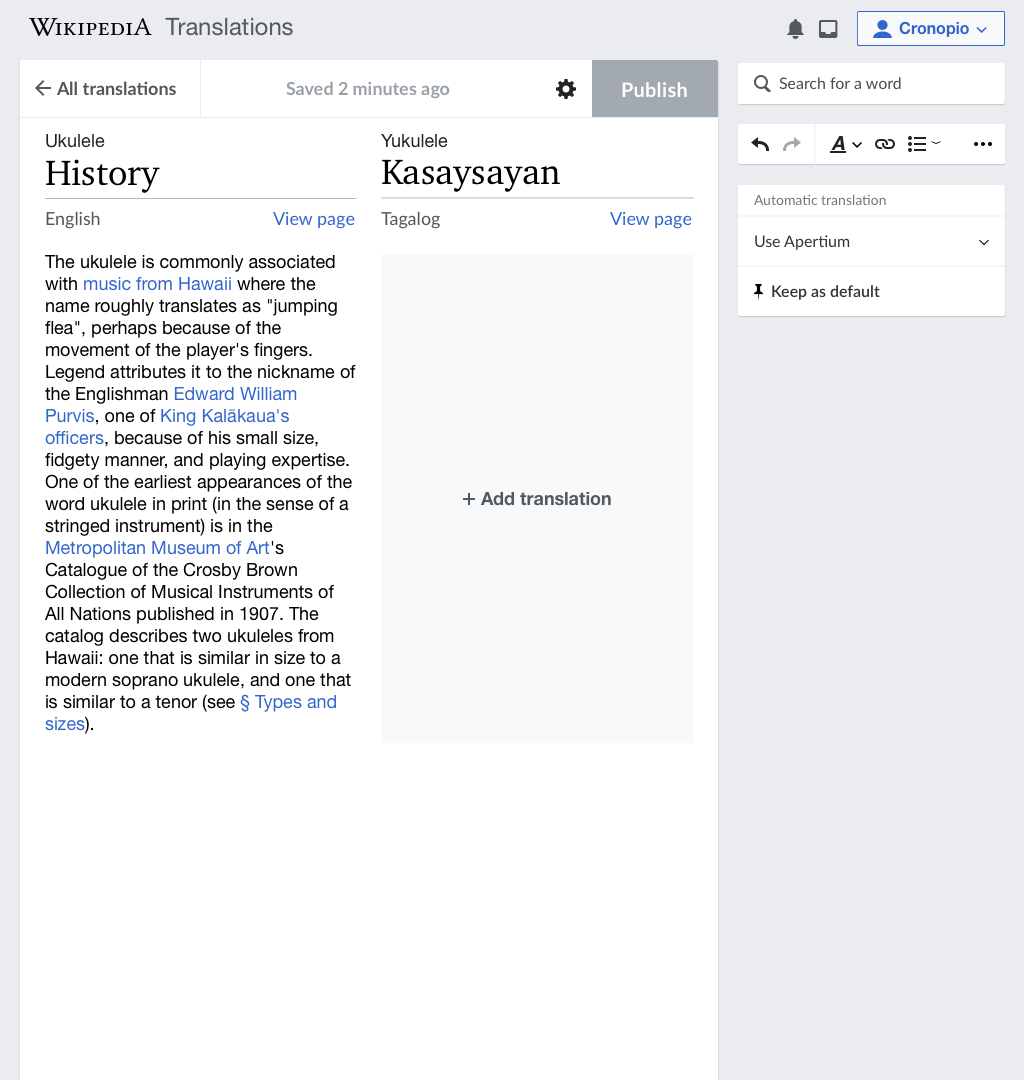 WIKIPEDIA Translations
Cronopio
All translations
Saved 2 minutes ago
Publish
Search for a word
Ukulele
History
English
View page
Yukulele
Kasaysayan
Tagalog
View page
The ukulele is commonly associated
with music from Hawaii where the
name roughly translates as "jumping
flea", perhaps because of the
movement of the player's fingers.
Legend attributes it to the nickname of
the Englishman Edward William
Purvis, one of King Kalākaua's
officers, because of his small size,
fidgety manner, and playing expertise.
One of the earliest appearances of the
word ukulele in print (in the sense of a
stringed instrument) is in the
Metropolitan Museum of Art's
Catalogue of the Crosby Brown
Collection of Musical Instruments of
All Nations published in 1907. The
catalog describes two ukuleles from
Hawaii: one that is similar in size to a
modern soprano ukulele, and one that
is similar to a tenor (see § Types and
sizes).
+ Add translation
A
Automatic translation
Use Apertium
Keep as default